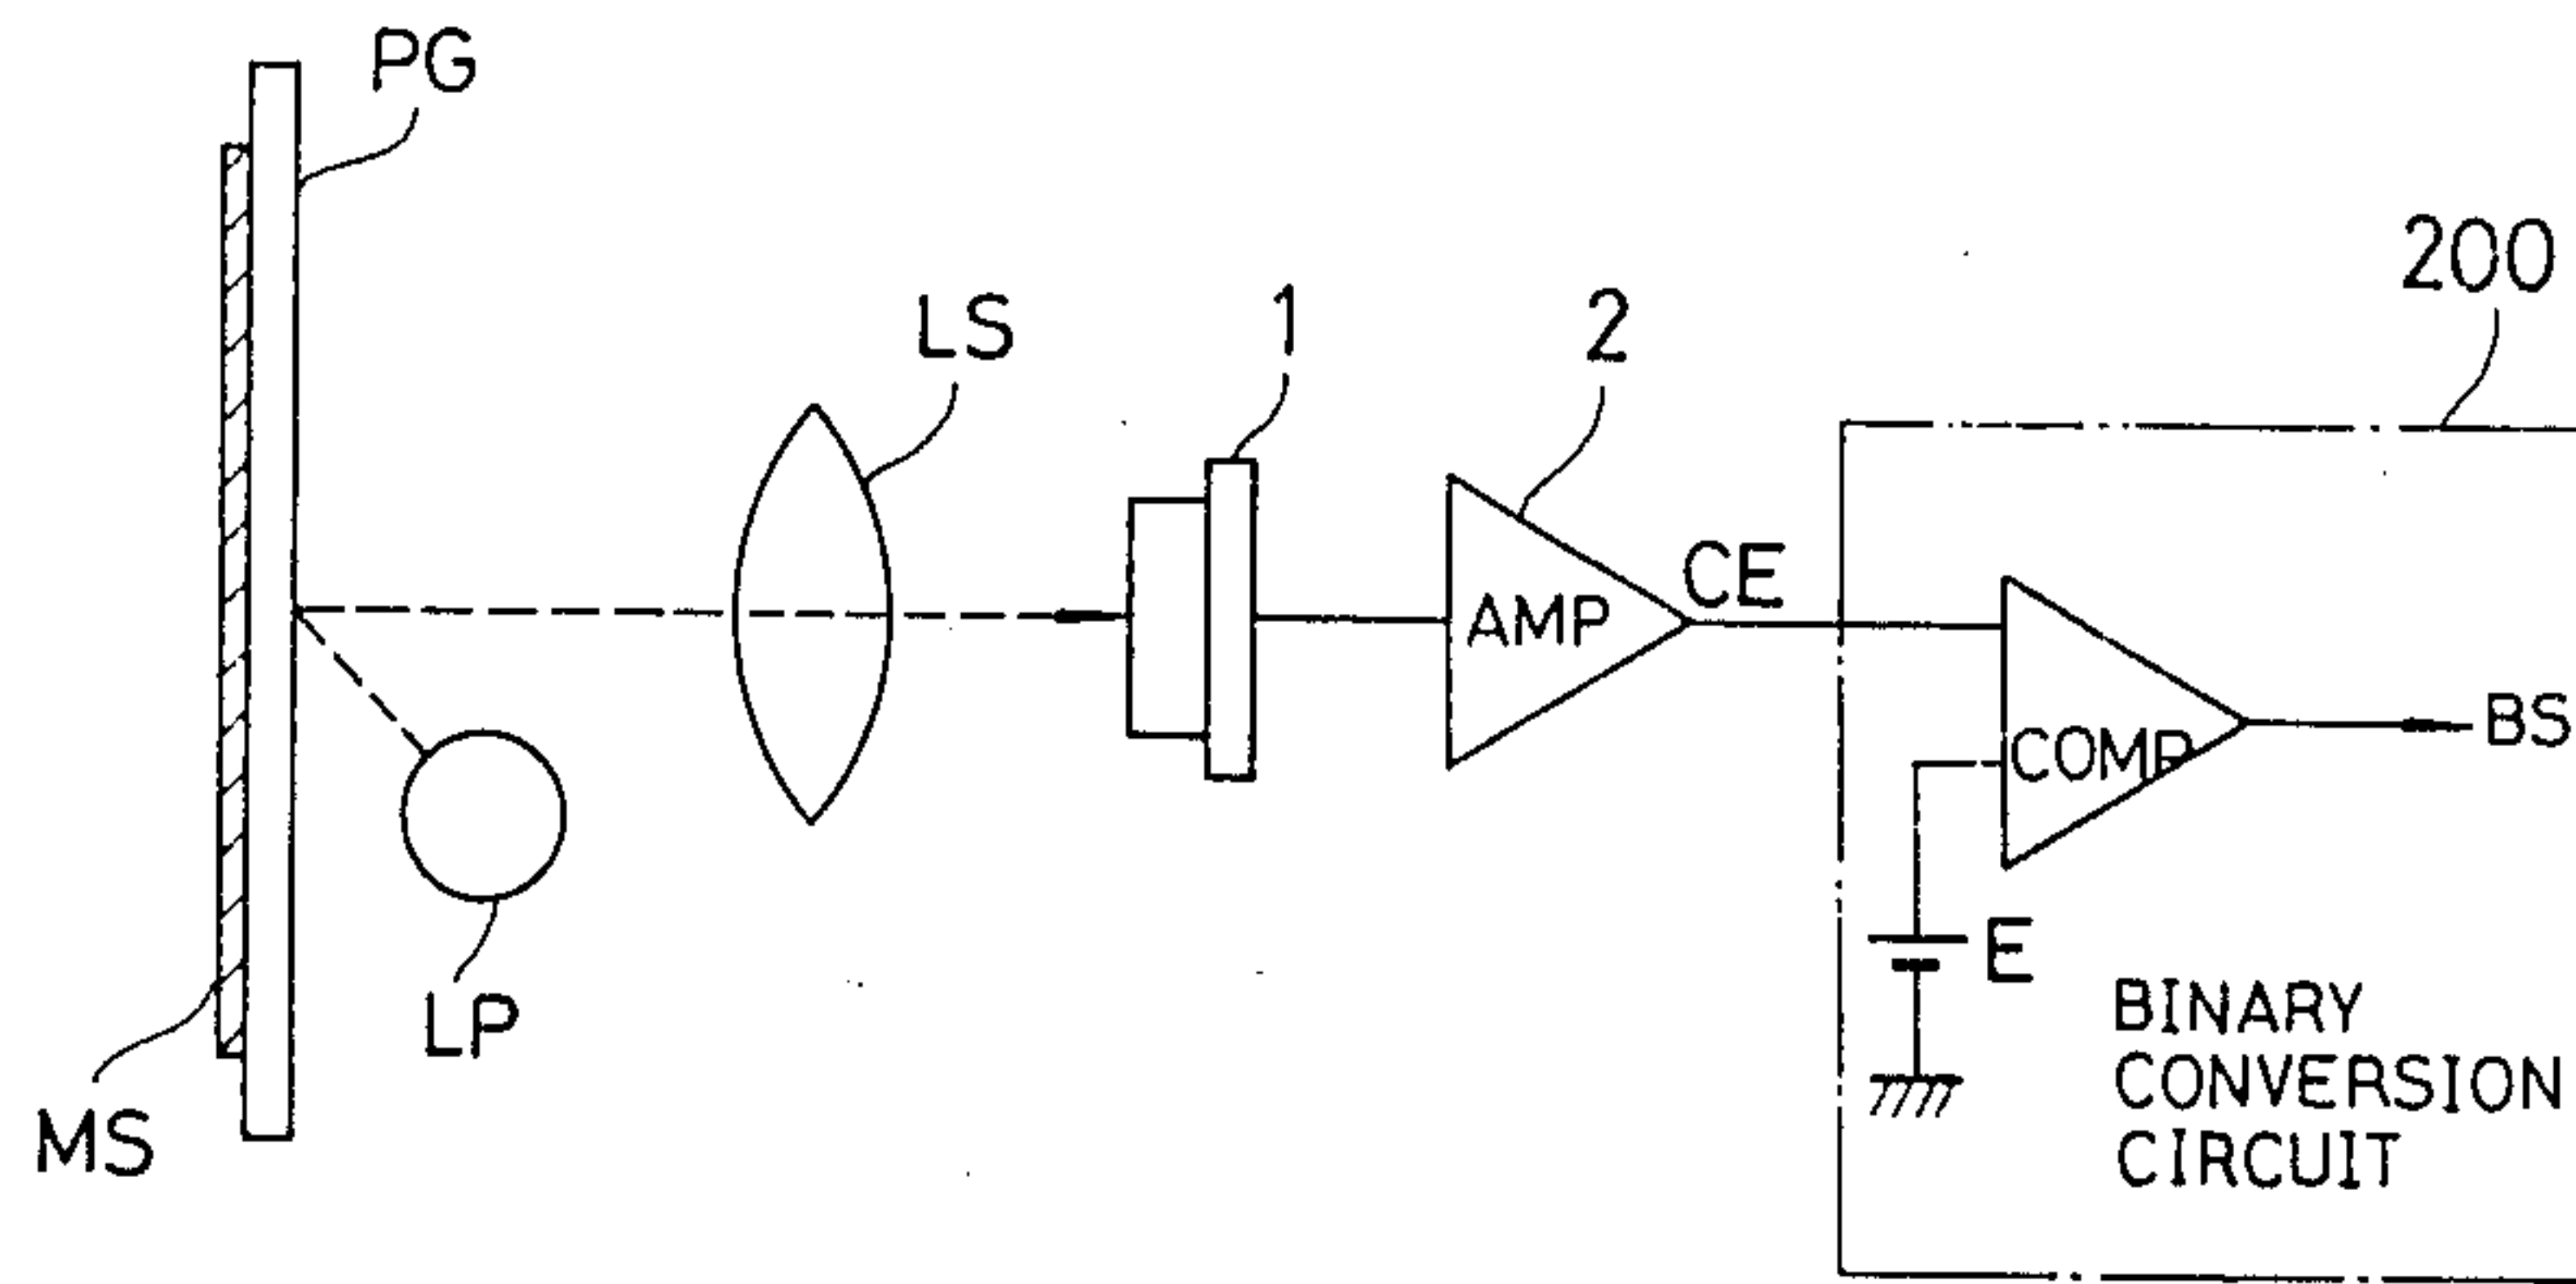 PG
200
LS
1
2
CE
AMP
COMP
BS
E
LP
MS
BINARY
CONVERSION
CIRCUIT